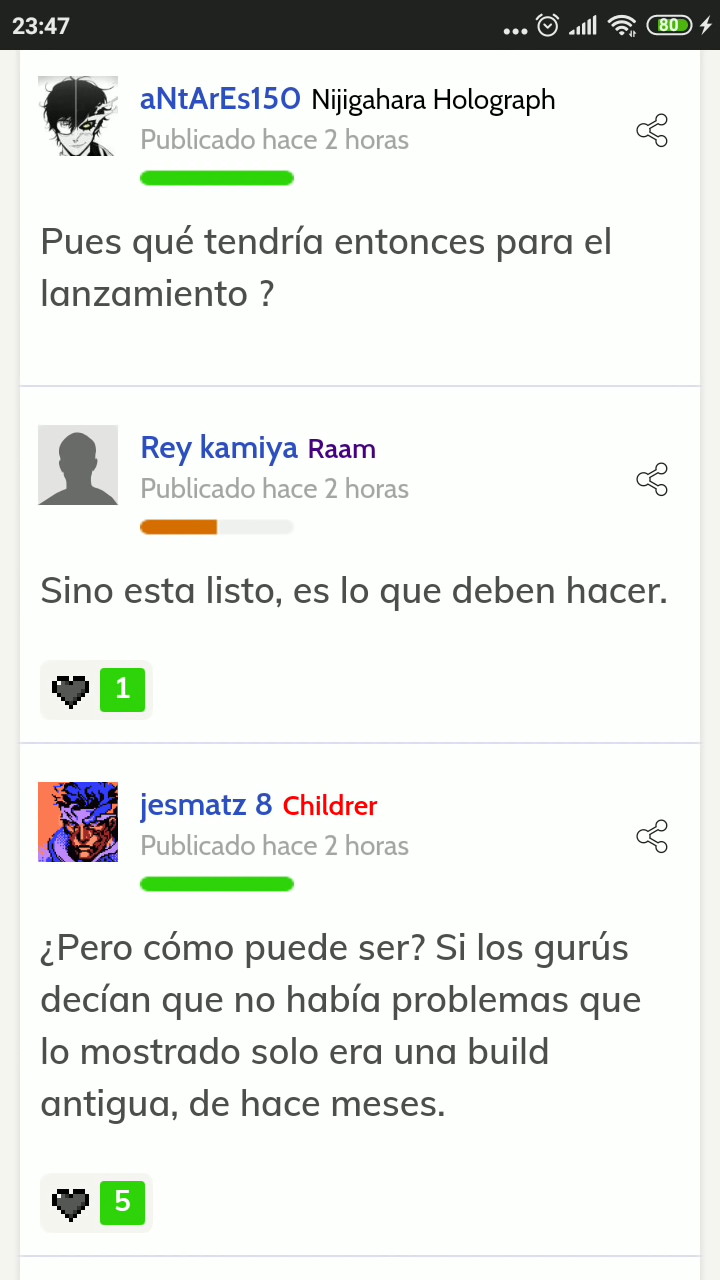 23:47
80
aNtArEs150 Nijigahara Holograph
Publicado hace 2 horas
Pues qué tendría entonces para el
lanzamiento ?
Rey kamiya Raam
Publicado hace 2 horas
Sino esta listo, es lo que deben hacer.
1
jesmatz 8 Childrer
Publicado hace 2 horas
¿Pero cómo puede ser? Si los gurús
decían que no había problemas que
lo mostrado solo era una build
antigua, de hace meses.
5